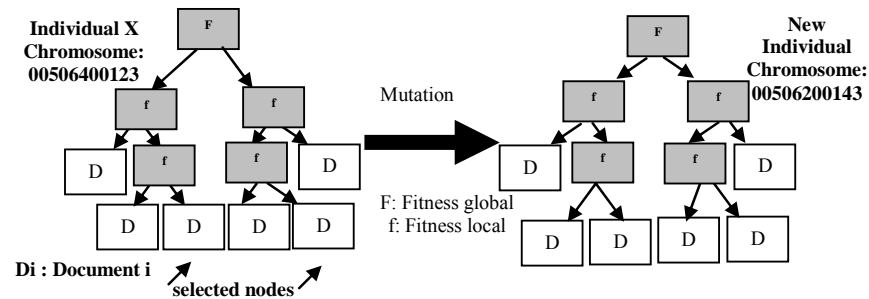 Individual X
Chromosome:
00506400123
F
f
f
D
f
f
D
D
D
D
D
Di : Document i
selected nodes
Mutation
F: Fitness global
f: Fitness local
New
Individual
Chromosome:
00506200143
F
f
f
D
f
f
D
D
D
D
D